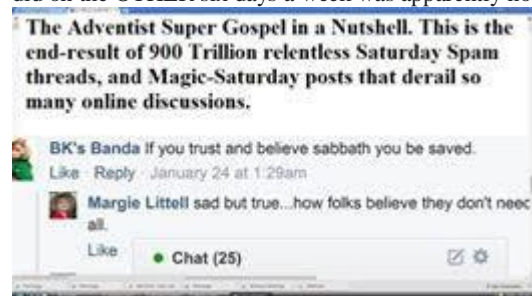 The Adventist Super Gospel in a Nutshell. This is the
end-result of 900 Trillion relentless Saturday Spam
threads, and Magic-Saturday posts that derail so
many online discussions.
BK's Banda If you trust and believe sabbath you be saved.
Like · Reply · January 24 at 1:29am
Margie Littell sad but true...how folks believe they don't need
all.
Like
Chat (25)